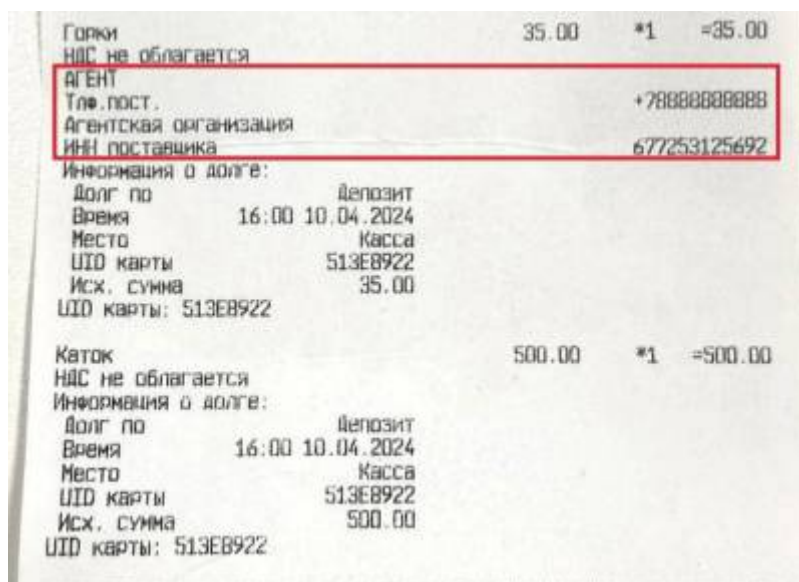 Горки 35.00 *1 =35.00
НДС не облагается
АГЕНТ
Тлф.пост. +78888888888
Агентская организация
ИНН поставщика 677253125692
Информация о долге:
Долг по Депозит
Время 16:00 10.04.2024
Место Касса
UID карты 513E8922
Исх. сумма 35.00
UID карты: 513E8922
Каток 500.00 *1 =500.00
НДС не облагается
Информация о долге:
Долг по Депозит
Время 16:00 10.04.2024
Место Касса
UID карты 513E8922
Исх. сумма 500.00
UID карты: 513E8922